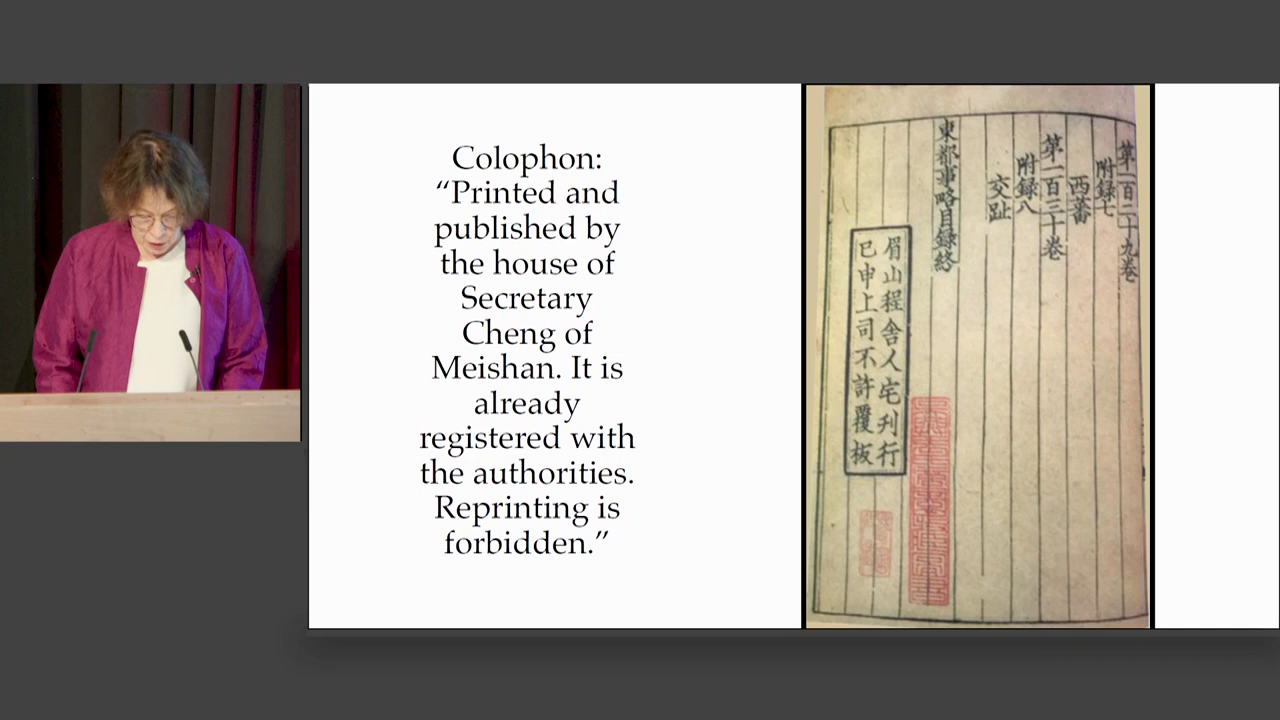 Colophon:
“Printed and
published by
the house of
Secretary
Cheng of
Meishan. It is
already
registered with
the authorities.
Reprinting is
forbidden.”
第一百二十九卷
附錄七
西蕃
第一百三十卷
附錄八
交趾
東都事略目錄終
眉山程舍人宅刊行
已申上司不許覆板